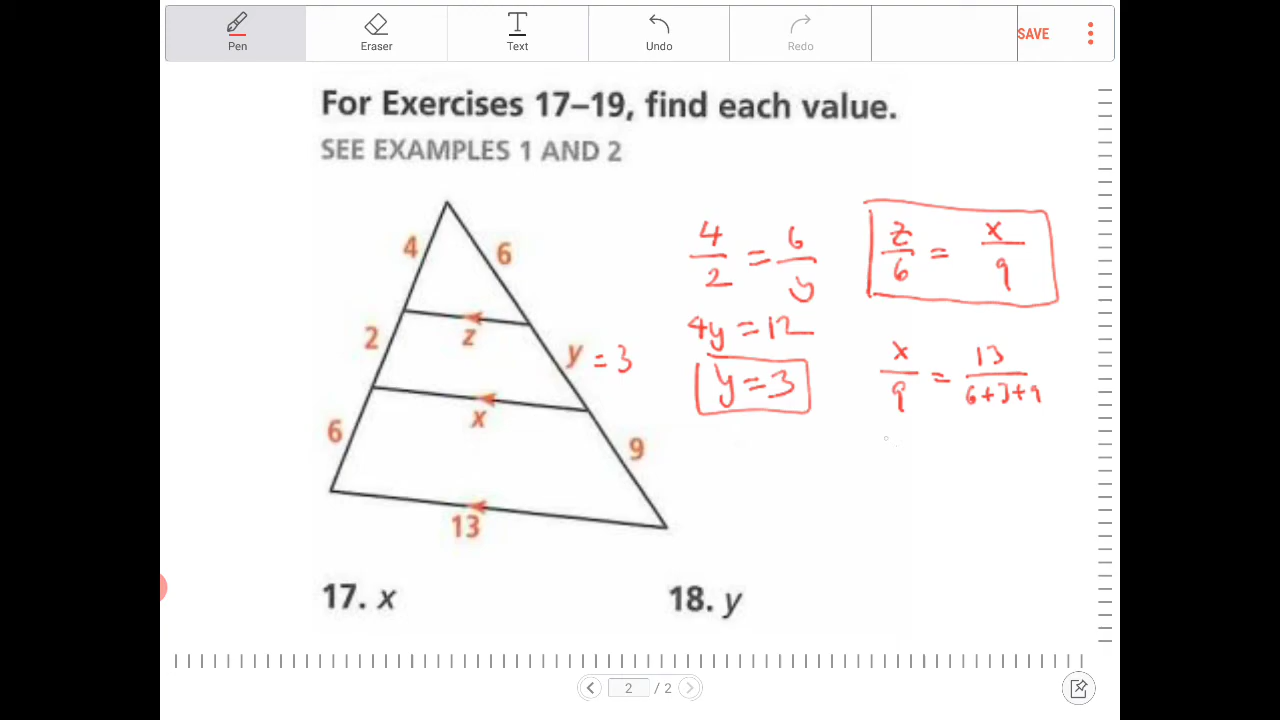 Pen
Eraser
Text
Undo
Redo
SAVE
For Exercises 17–19, find each value.
SEE EXAMPLES 1 AND 2
4
6
2
z
y = 3
6
x
9
13
4/2 = 6/y
4y = 12
y = 3
z/6 = x/9
x/9 = 13/6+3+9
17. x
18. y
2 / 2